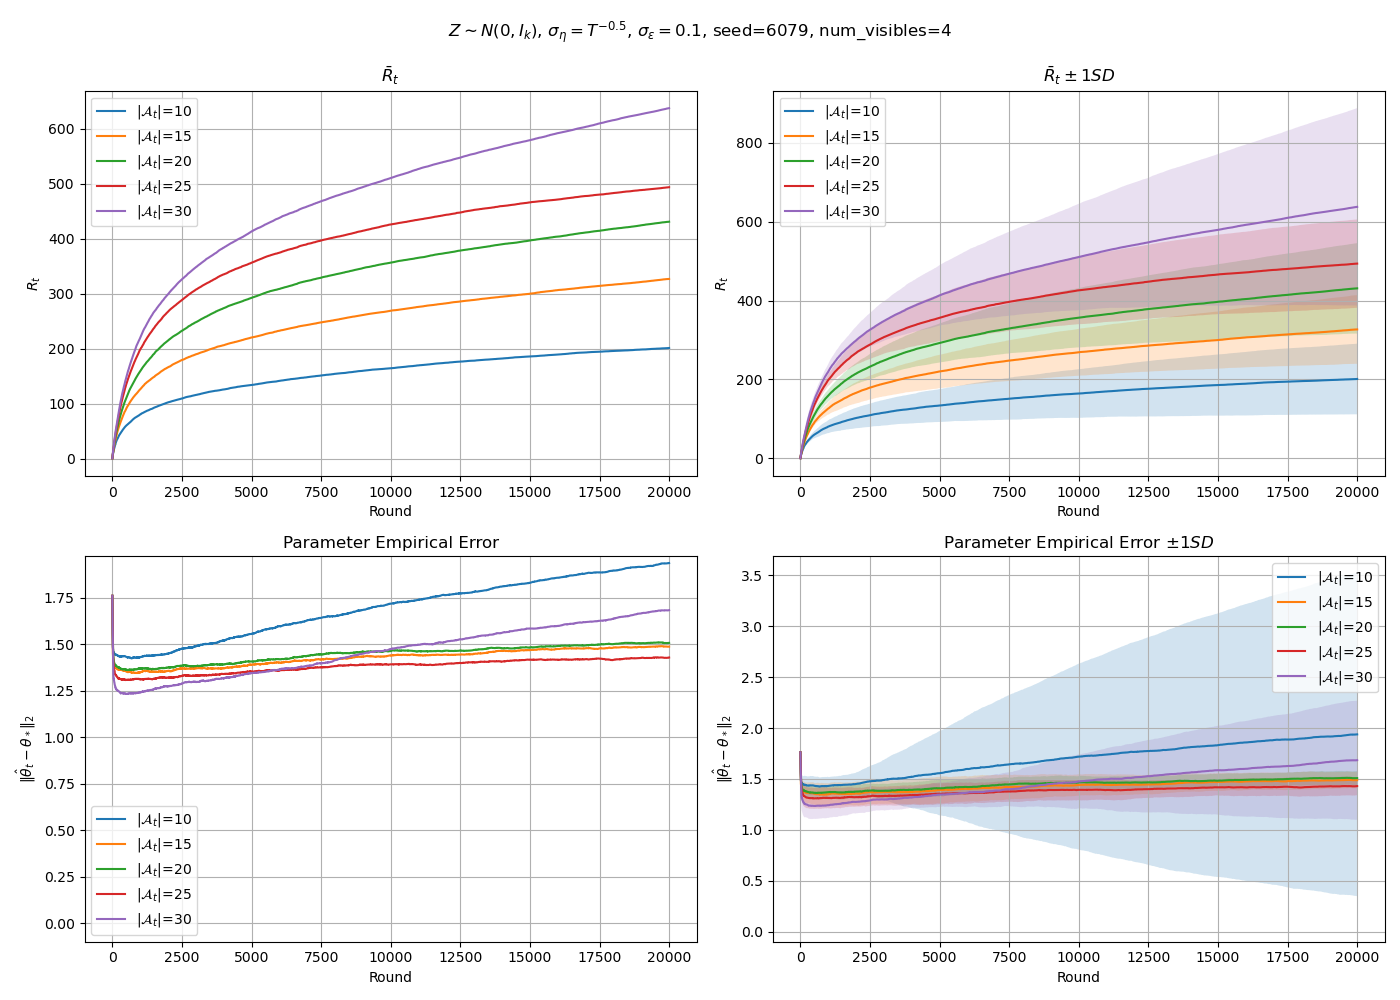 Z ∼ N(0, I_k), σ_η = T^{−0.5}, σ_ε = 0.1, seed=6079, num_visibles=4
R̄_t
|𝒜_t|=10
|𝒜_t|=15
|𝒜_t|=20
|𝒜_t|=25
|𝒜_t|=30
600
500
400
300
200
100
0
R_t
0 2500 5000 7500 10000 12500 15000 17500 20000
Round
R̄_t ± 1SD
|𝒜_t|=10
|𝒜_t|=15
|𝒜_t|=20
|𝒜_t|=25
|𝒜_t|=30
800
600
400
200
0
R_t
0 2500 5000 7500 10000 12500 15000 17500 20000
Round
Parameter Empirical Error
1.75
1.50
1.25
1.00
0.75
0.50
0.25
0.00
‖θ̂_t − θ_*‖_2
|𝒜_t|=10
|𝒜_t|=15
|𝒜_t|=20
|𝒜_t|=25
|𝒜_t|=30
0 2500 5000 7500 10000 12500 15000 17500 20000
Round
Parameter Empirical Error ±1SD
|𝒜_t|=10
|𝒜_t|=15
|𝒜_t|=20
|𝒜_t|=25
|𝒜_t|=30
3.5
3.0
2.5
2.0
1.5
1.0
0.5
0.0
‖θ̂_t − θ_*‖_2
0 2500 5000 7500 10000 12500 15000 17500 20000
Round